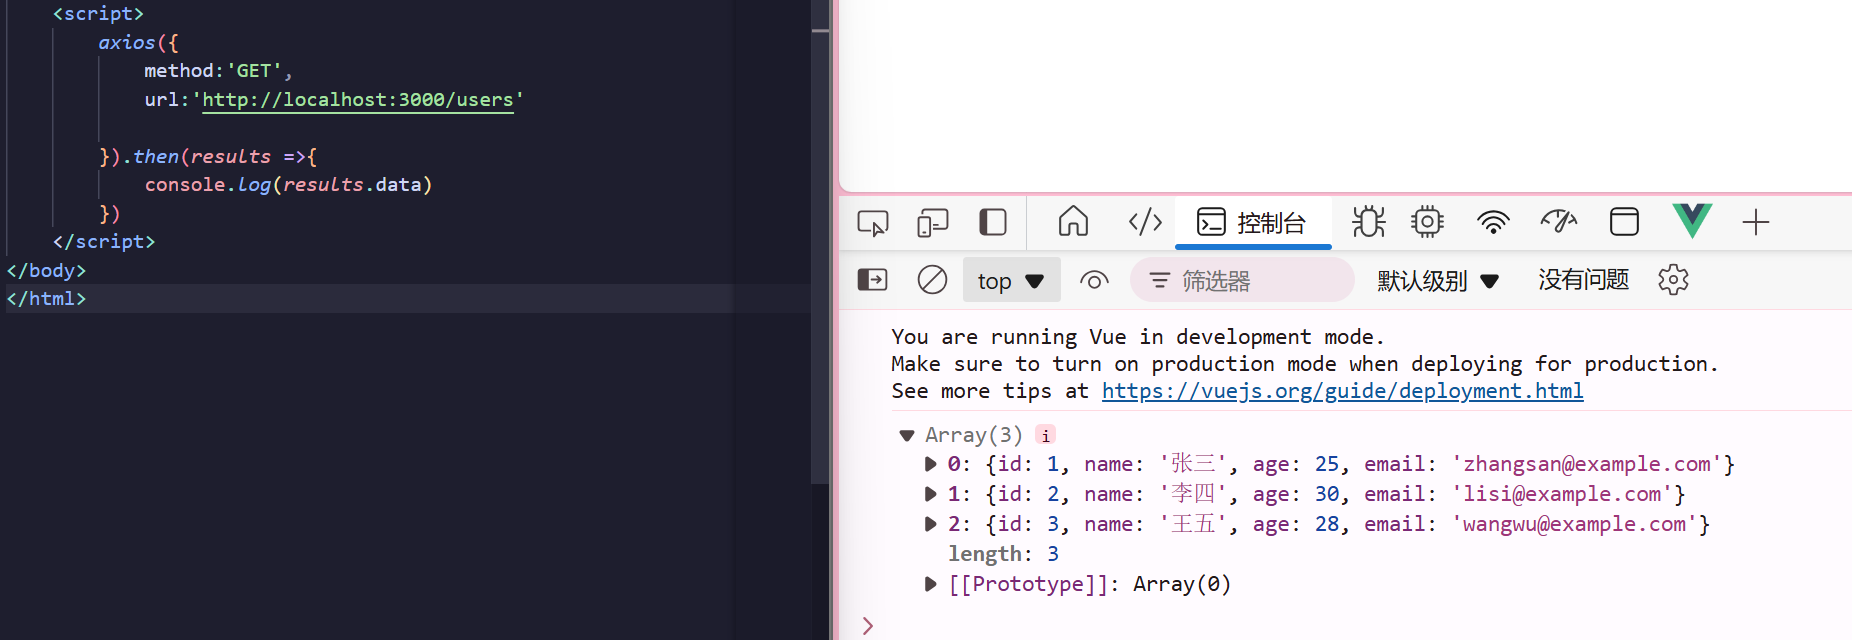 <script>
axios({
method:'GET',
url:'http://localhost:3000/users'
}).then(results =>{
console.log(results.data)
})
</script>
</body>
</html>
控制台
top
筛选器
默认级别
没有问题
You are running Vue in development mode.
Make sure to turn on production mode when deploying for production.
See more tips at https://vuejs.org/guide/deployment.html
Array(3) i
0: {id: 1, name: '张三', age: 25, email: 'zhangsan@example.com'}
1: {id: 2, name: '李四', age: 30, email: 'lisi@example.com'}
2: {id: 3, name: '王五', age: 28, email: 'wangwu@example.com'}
length: 3
[[Prototype]]: Array(0)